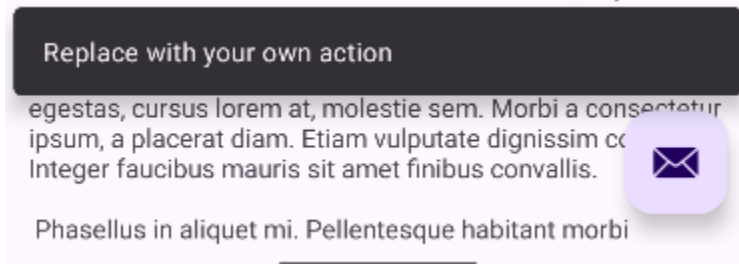 Replace with your own action
egestas, cursus lorem at, molestie sem. Morbi a consectetur
ipsum, a placerat diam. Etiam vulputate dignissim
Integer faucibus mauris sit amet finibus convallis.
Phasellus in aliquet mi. Pellentesque habitant morbi